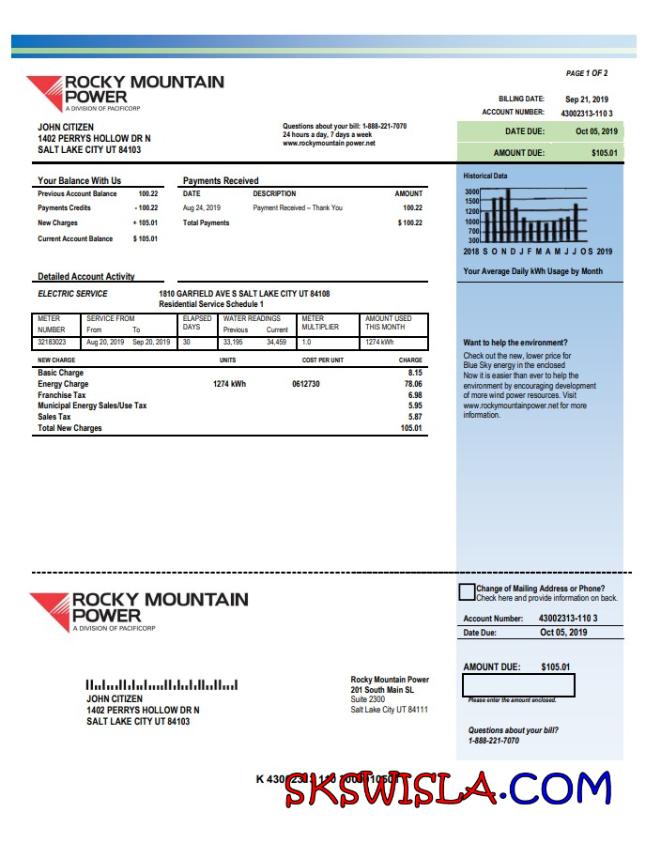 PAGE 1 OF 2
ROCKY MOUNTAIN
POWER
A DIVISION OF PACIFICORP
BILLING DATE: Sep 21, 2019
ACCOUNT NUMBER: 43002313-110 3
JOHN CITIZEN
1402 PERRYS HOLLOW DR N
SALT LAKE CITY UT 84103
Questions about your bill: 1-888-221-7070
24 hours a day, 7 days a week
www.rockymountain power.net
DATE DUE: Oct 05, 2019
AMOUNT DUE: $105.01
Your Balance With Us
Previous Account Balance 100.22
Payments Credits - 100.22
New Charges + 105.01
Current Account Balance $ 105.01
Payments Received
DATE DESCRIPTION AMOUNT
Aug 24, 2019 Payment Received – Thank You 100.22
Total Payments $ 100.22
Historical Data
3000
1500
1200
1000
700
300
2018 S O N D J F M A M J J O S 2019
Your Average Daily kWh Usage by Month
Detailed Account Activity
ELECTRIC SERVICE 1810 GARFIELD AVE S SALT LAKE CITY UT 84108
Residential Service Schedule 1
METER SERVICE FROM ELAPSED WATER READINGS METER AMOUNT USED
NUMBER From To DAYS Previous Current MULTIPLIER THIS MONTH
32183023 Aug 20, 2019 Sep 20, 2019 30 33,195 34,459 1.0 1274 kWh
NEW CHARGE UNITS COST PER UNIT CHARGE
Basic Charge 8.15
Energy Charge 1274 kWh 0612730 78.06
Franchise Tax 6.98
Municipal Energy Sales/Use Tax 5.95
Sales Tax 5.87
Total New Charges 105.01
Want to help the environment?
Check out the new, lower price for
Blue Sky energy in the enclosed
Now it is easier than ever to help the
environment by encouraging development
of more wind power resources. Visit
www.rockymountainpower.net for more
information.
ROCKY MOUNTAIN
POWER
A DIVISION OF PACIFICORP
Change of Mailing Address or Phone?
Check here and provide information on back.
Account Number: 43002313-110 3
Date Due: Oct 05, 2019
AMOUNT DUE: $105.01
Please enter the amount enclosed.
JOHN CITIZEN
1402 PERRYS HOLLOW DR N
SALT LAKE CITY UT 84103
Rocky Mountain Power
201 South Main SL
Suite 2300
Salt Lake City UT 84111
Questions about your bill?
1-888-221-7070
K
SKSWISLA.COM